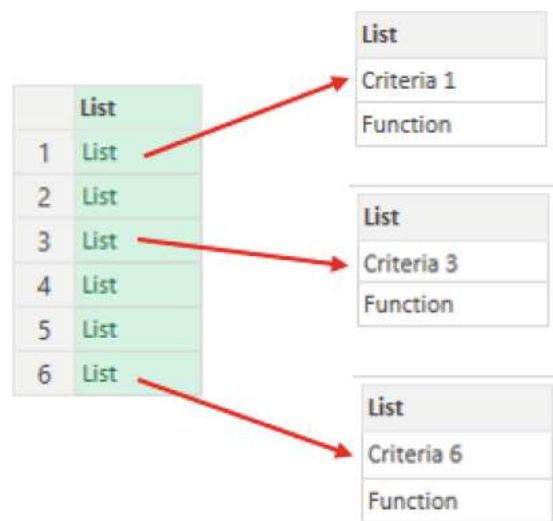 List
1 List
2 List
3 List
4 List
5 List
6 List
List
Criteria 1
Function
List
Criteria 3
Function
List
Criteria 6
Function